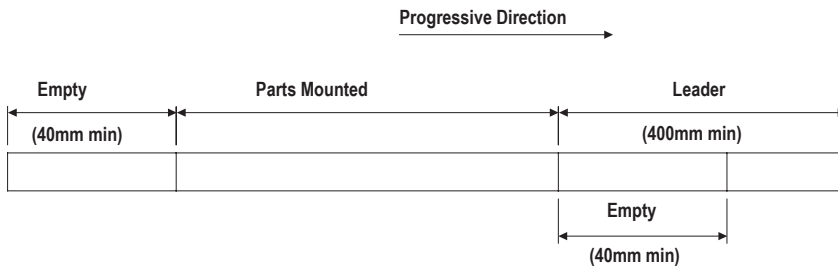 Progressive Direction
Empty
Parts Mounted
Leader
(40mm min)
(400mm min)
Empty
(40mm min)